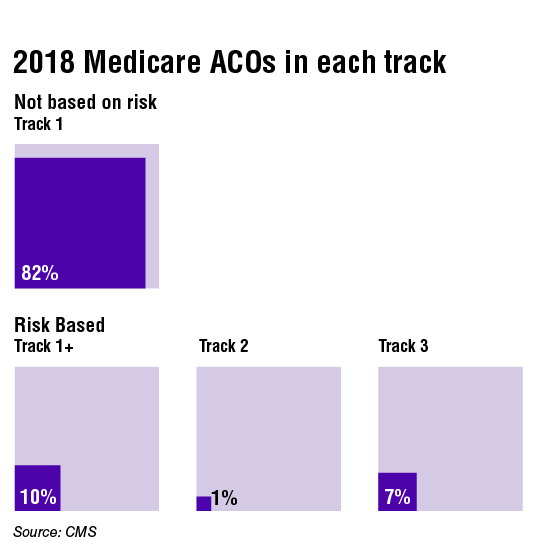 2018 Medicare ACOs in each track
Not based on risk
Track 1
82%
Risk Based
Track 1+
Track 2
Track 3
10%
1%
7%
Source: CMS